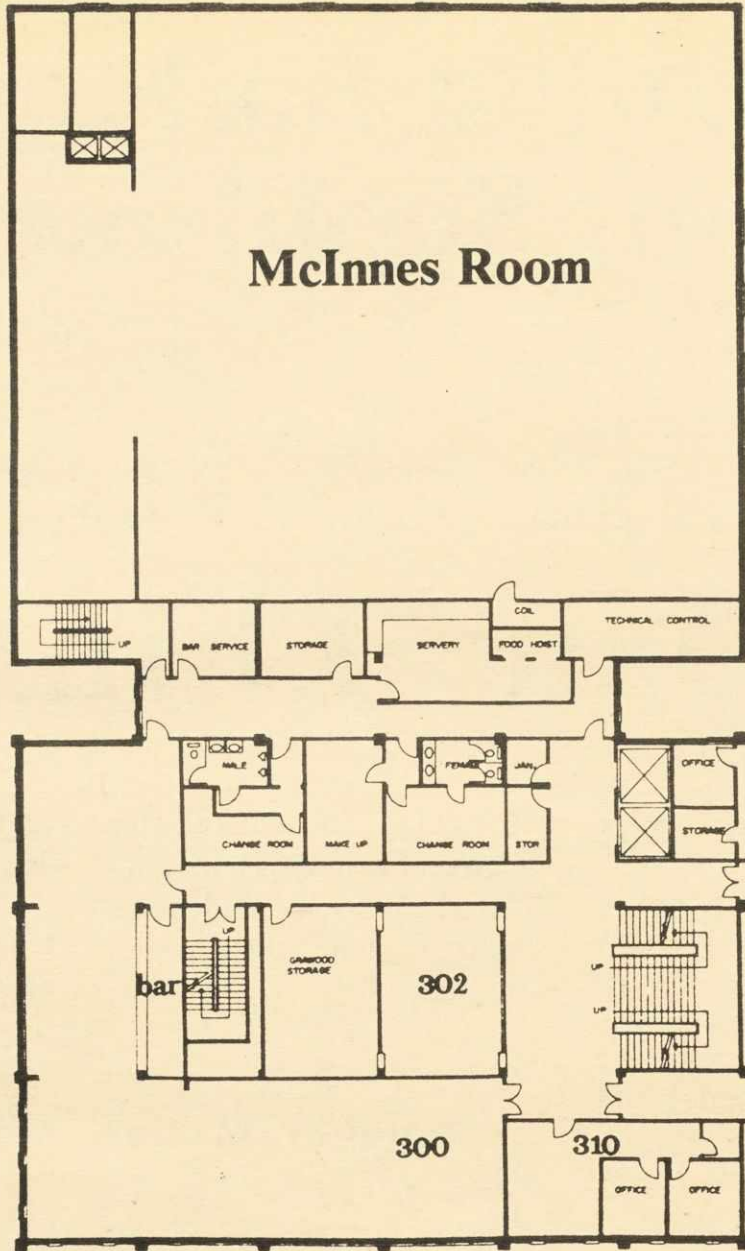 McInnes Room
COIL
TECHNICAL CONTROL
UP
BAR SERVICE
STORAGE
SERVERY
FOOD HOIST
MALE
FEMALE
JAN.
OFFICE
STORAGE
CHANGE ROOM
MAKE UP
CHANGE ROOM
STOR
UP
GRAWOOD
STORAGE
UP
bar
302
UP
300
310
OFFICE
OFFICE